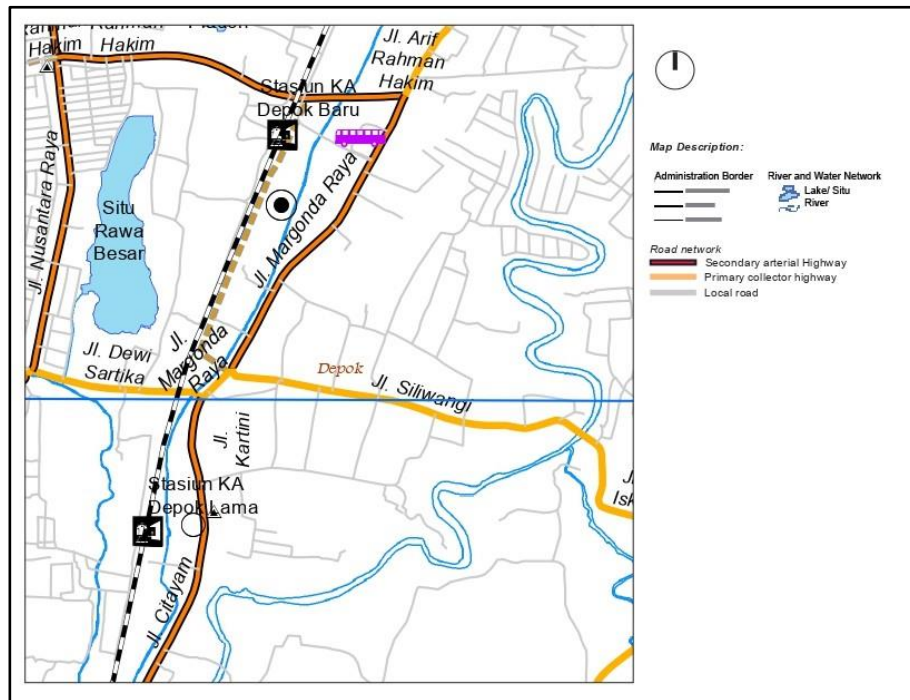 Hakim
Rahman
Hakim
Jl. Arif
Rahman
Hakim
Stasiun KA
Depok Baru
Jl. Nusantara Raya
Situ
Rawa
Besar
Jl. Margonda Raya
Jl.
Margonda
Raya
Jl. Dewi
Sartika
Depok
Jl. Siliwangi
Jl.
Kartini
Stasiun KA
Depok Lama
Jl. Citayam
Map Description:
Administration Border
River and Water Network
Lake/ Situ
River
Road network
Secondary arterial Highway
Primary collector highway
Local road